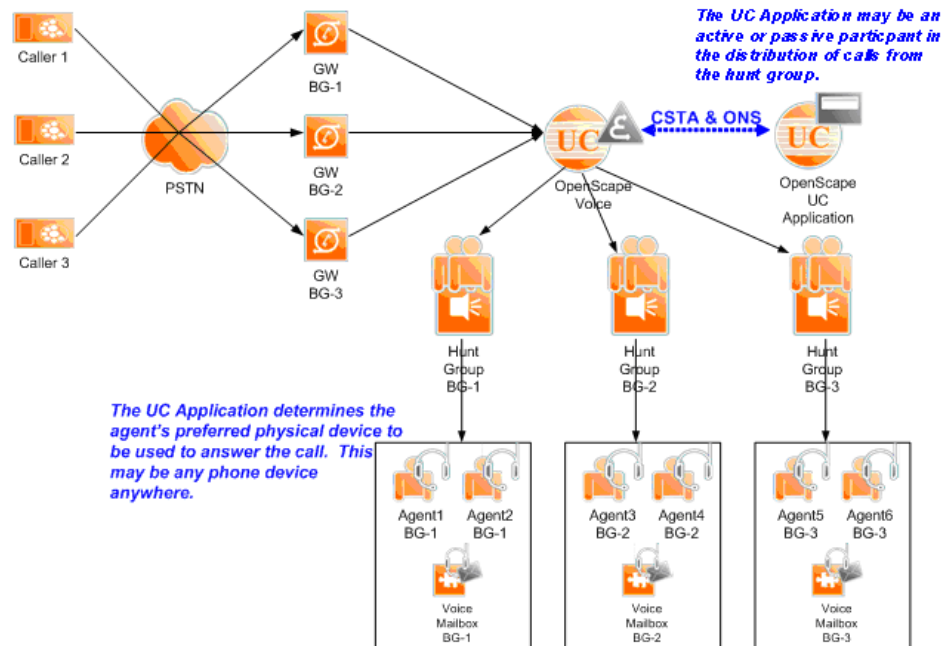 Caller 1
Caller 2
Caller 3
PSTN
GW
BG-1
GW
BG-2
GW
BG-3
The UC Application may be an
active or passive particpant in
the distribution of calls from
the hunt group.
UC
ε
CSTA & ONS
UC
OpenScape
Voice
OpenScape
UC
Application
Hunt
Group
BG-1
Hunt
Group
BG-2
Hunt
Group
BG-3
The UC Application determines the
agent's preferred physical device to
be used to answer the call. This
may be any phone device
anywhere.
Agent1
BG-1
Agent2
BG-1
Voice
Mailbox
BG-1
Agent3
BG-2
Agent4
BG-2
Voice
Mailbox
BG-2
Agent5
BG-3
Agent6
BG-3
Voice
Mailbox
BG-3